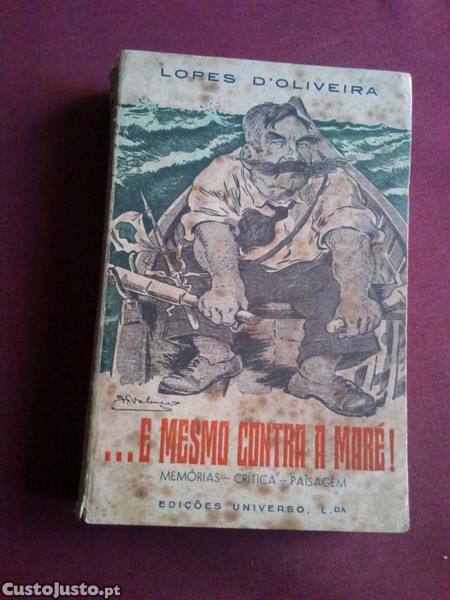 LOPES D'OLIVEIRA
...E MESMO CONTRA A MARÉ!
MEMÓRIAS – CRÍTICA – PAISAGEM
EDIÇÕES UNIVERSO, L.DA
CustoJusto.pt